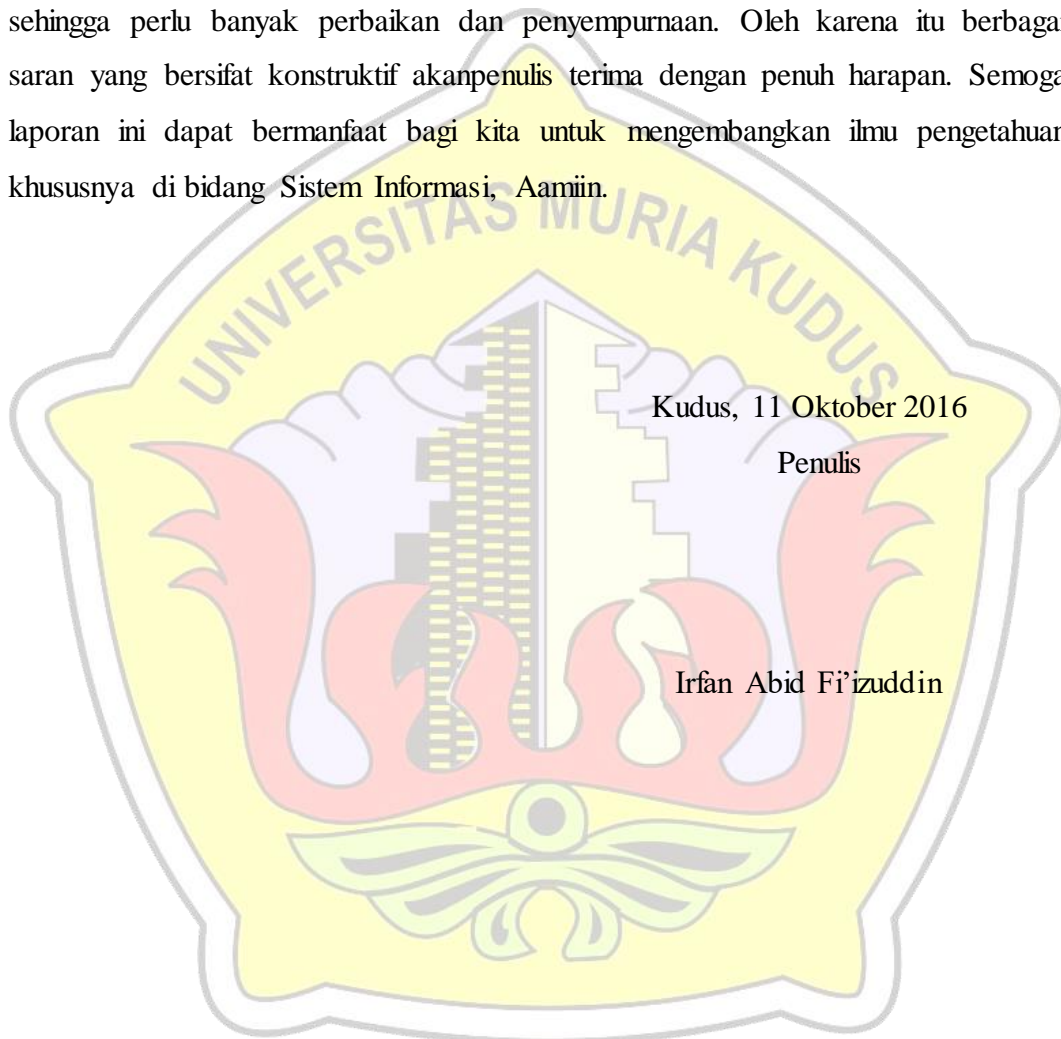 sehingga perlu banyak perbaikan dan penyempurnaan. Oleh karena itu berbaga
saran yang bersifat konstruktif akanpenulis terima dengan penuh harapan. Semoga
laporan ini dapat bermanfaat bagi kita untuk mengembangkan ilmu pengetahuan
khususnya di bidang Sistem Informasi, Aamiin.
UNIVERSITAS MURIA KUDUS
Kudus, 11 Oktober 2016
Penulis
Irfan Abid Fi’izuddin